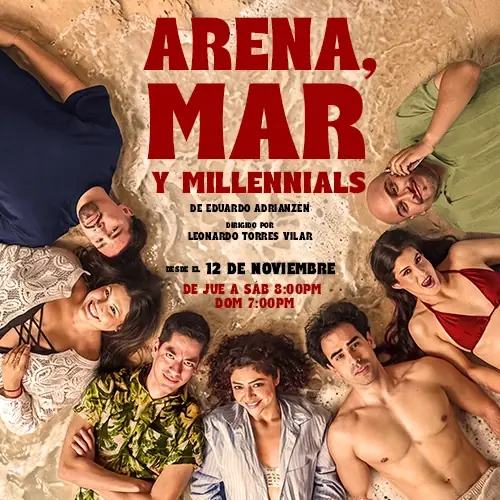 ARENA,
MAR
Y MILLENNIALS
DE EDUARDO ADRIANZÉN
DIRIGIDO POR
LEONARDO TORRES VILAR
DESDE EL 12 DE NOVIEMBRE
DE JUE A SÁB 8:00PM
DOM 7:00PM